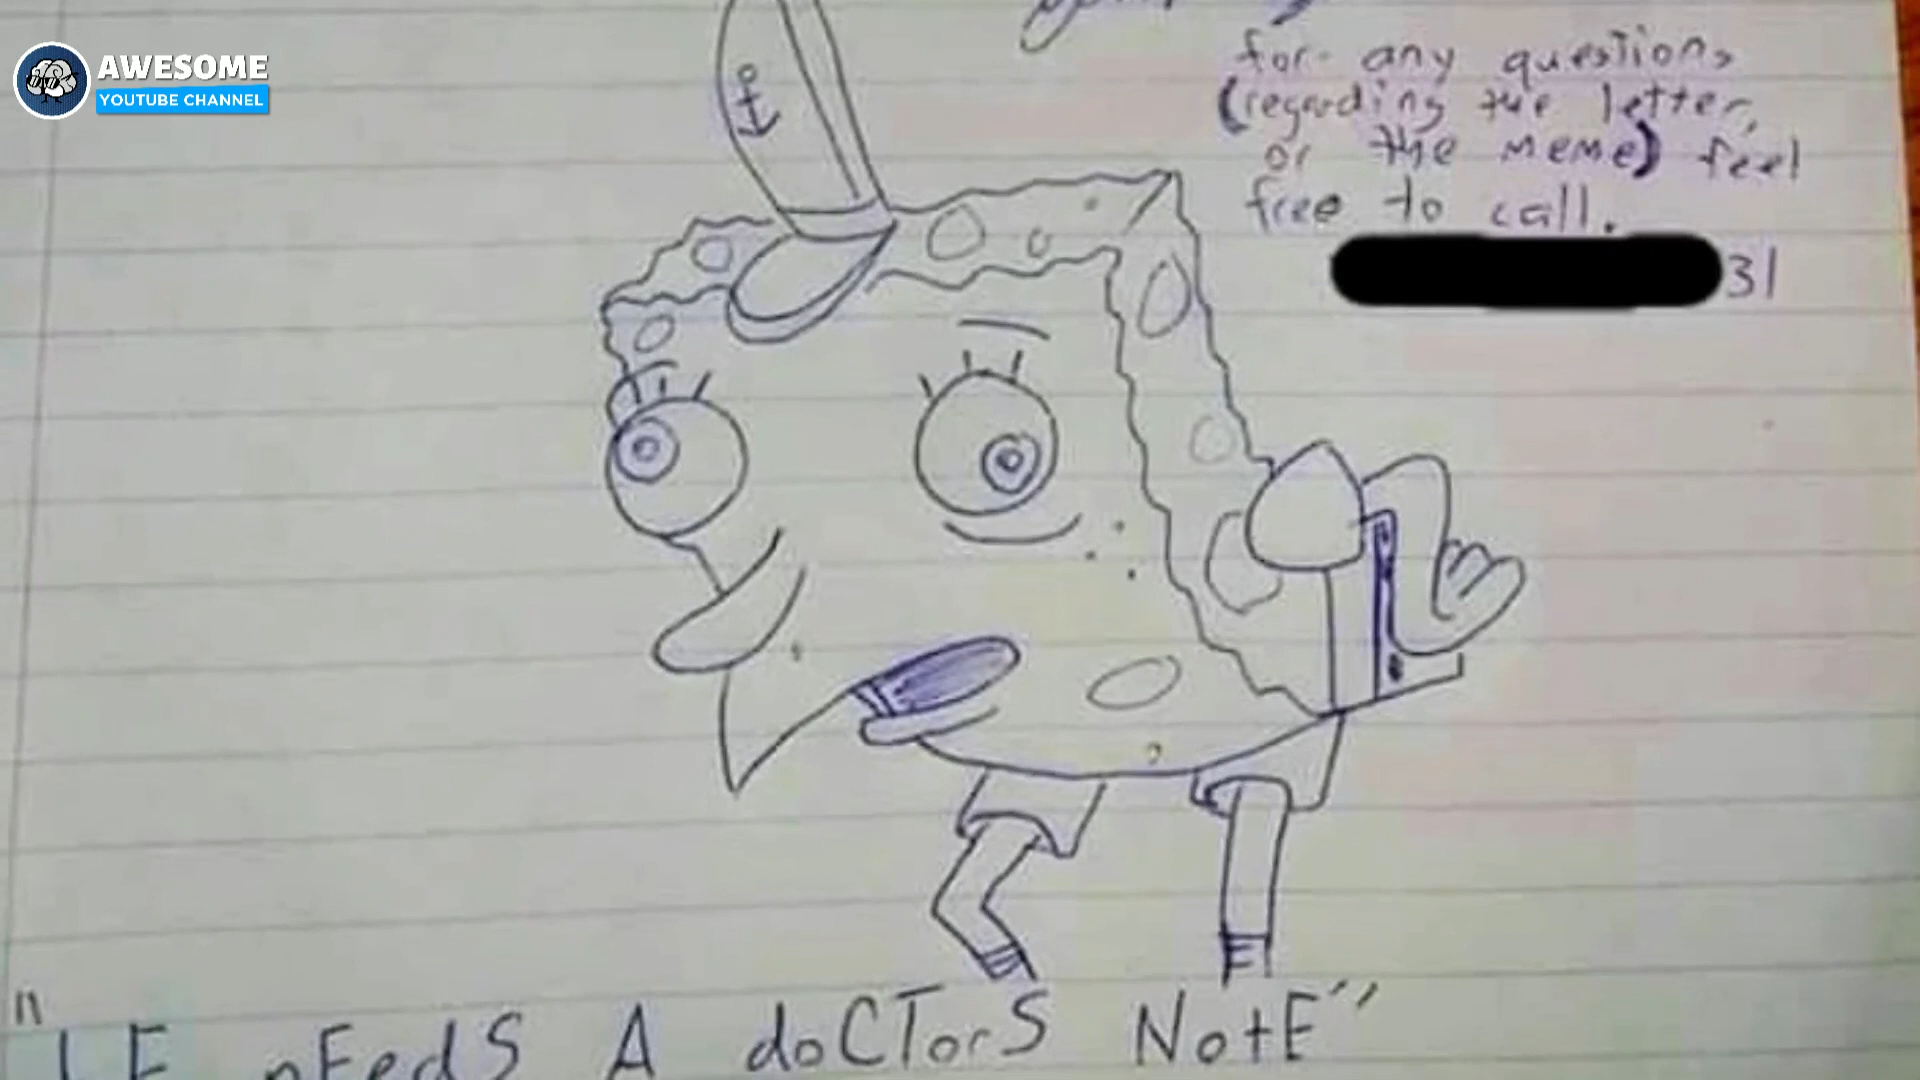 AWESOME
YOUTUBE CHANNEL
for any questions
(regarding the letter,
or the meme) feel
free to call.
31
"
nEEdS A doCTorS NotE"